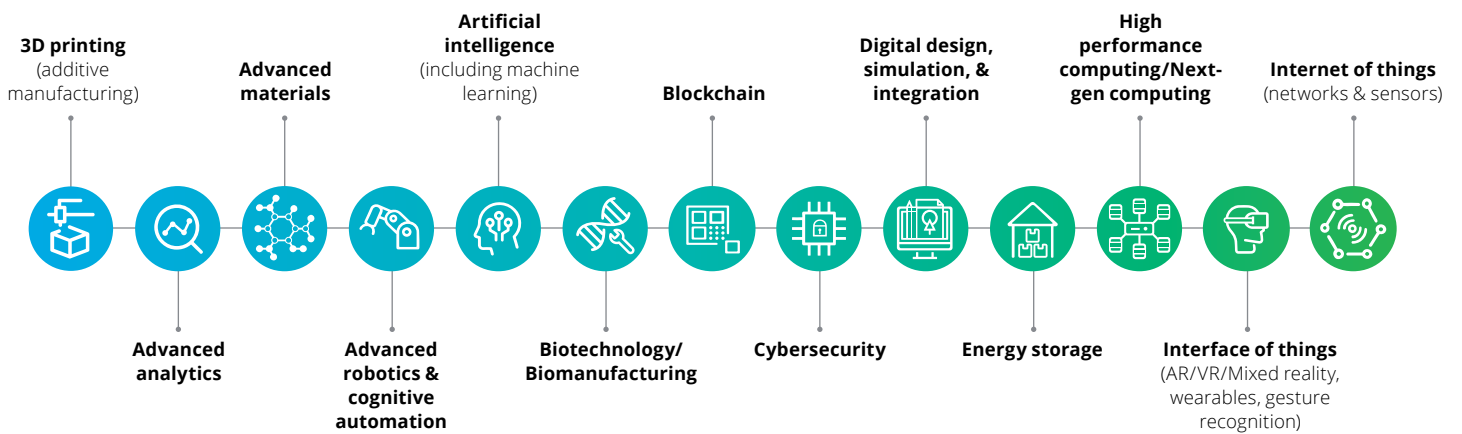 3D printing
(additive
manufacturing)
Advanced
analytics
Advanced
materials
Advanced
robotics &
cognitive
automation
Artificial
intelligence
(including machine
learning)
Biotechnology/
Biomanufacturing
Blockchain
Cybersecurity
Digital design,
simulation, &
integration
Energy storage
High
performance
computing/Next-
gen computing
Interface of things
(AR/VR/Mixed reality,
wearables, gesture
recognition)
Internet of things
(networks & sensors)